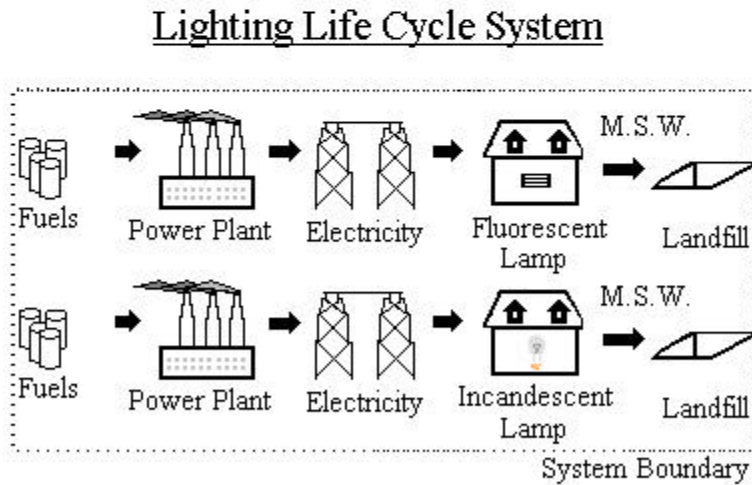 Lighting Life Cycle System
M.S.W.
Fuels
Power Plant
Electricity
Fluorescent
Lamp
Landfill
M.S.W.
Fuels
Power Plant
Electricity
Incandescent
Lamp
Landfill
System Boundary